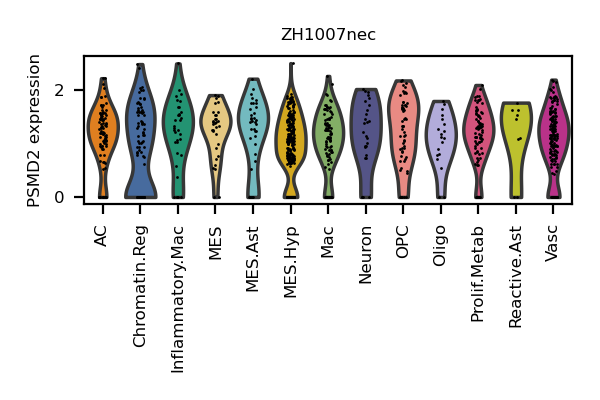 ZH1007nec
PSMD2 expression
2
0
AC
Chromatin.Reg
Inflammatory.Mac
MES
MES.Ast
MES.Hyp
Mac
Neuron
OPC
Oligo
Prolif.Metab
Reactive.Ast
Vasc